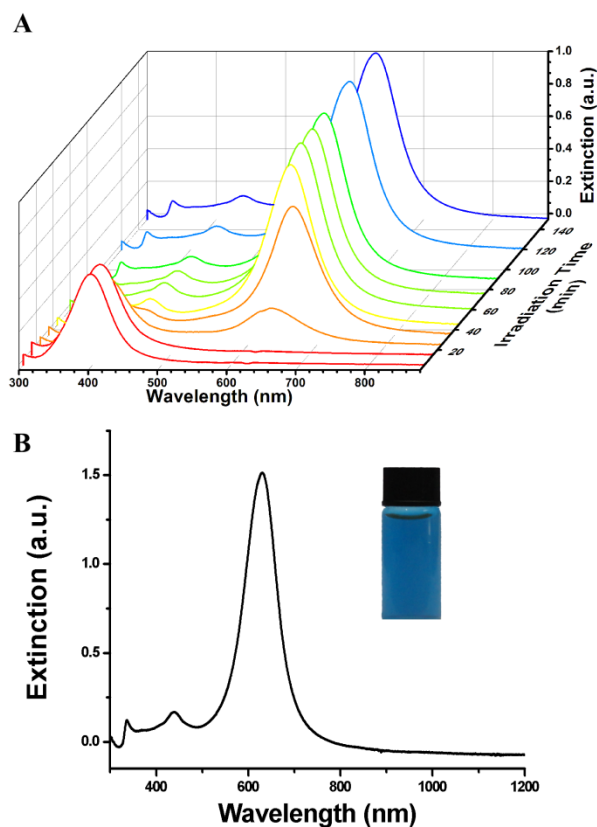 A
1.0
0.8
0.6
0.4
0.2
0.0
Extinction (a.u.)
140
120
100
80
60
40
20
Irradiation Time
(min)
300 400 500 600 700 800
Wavelength (nm)
B
1.5
1.0
0.5
0.0
Extinction (a.u.)
400 600 800 1000 1200
Wavelength (nm)